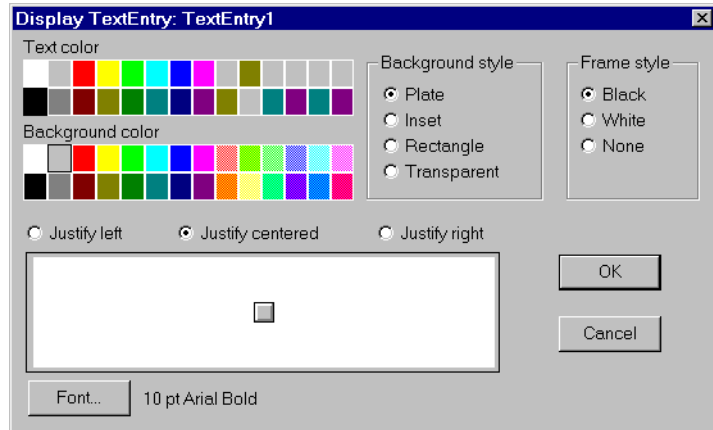 Display TextEntry: TextEntry1
Text color
Background color
Background style
Plate
Inset
Rectangle
Transparent
Frame style
Black
White
None
Justify left
Justify centered
Justify right
OK
Cancel
Font...
10 pt Arial Bold